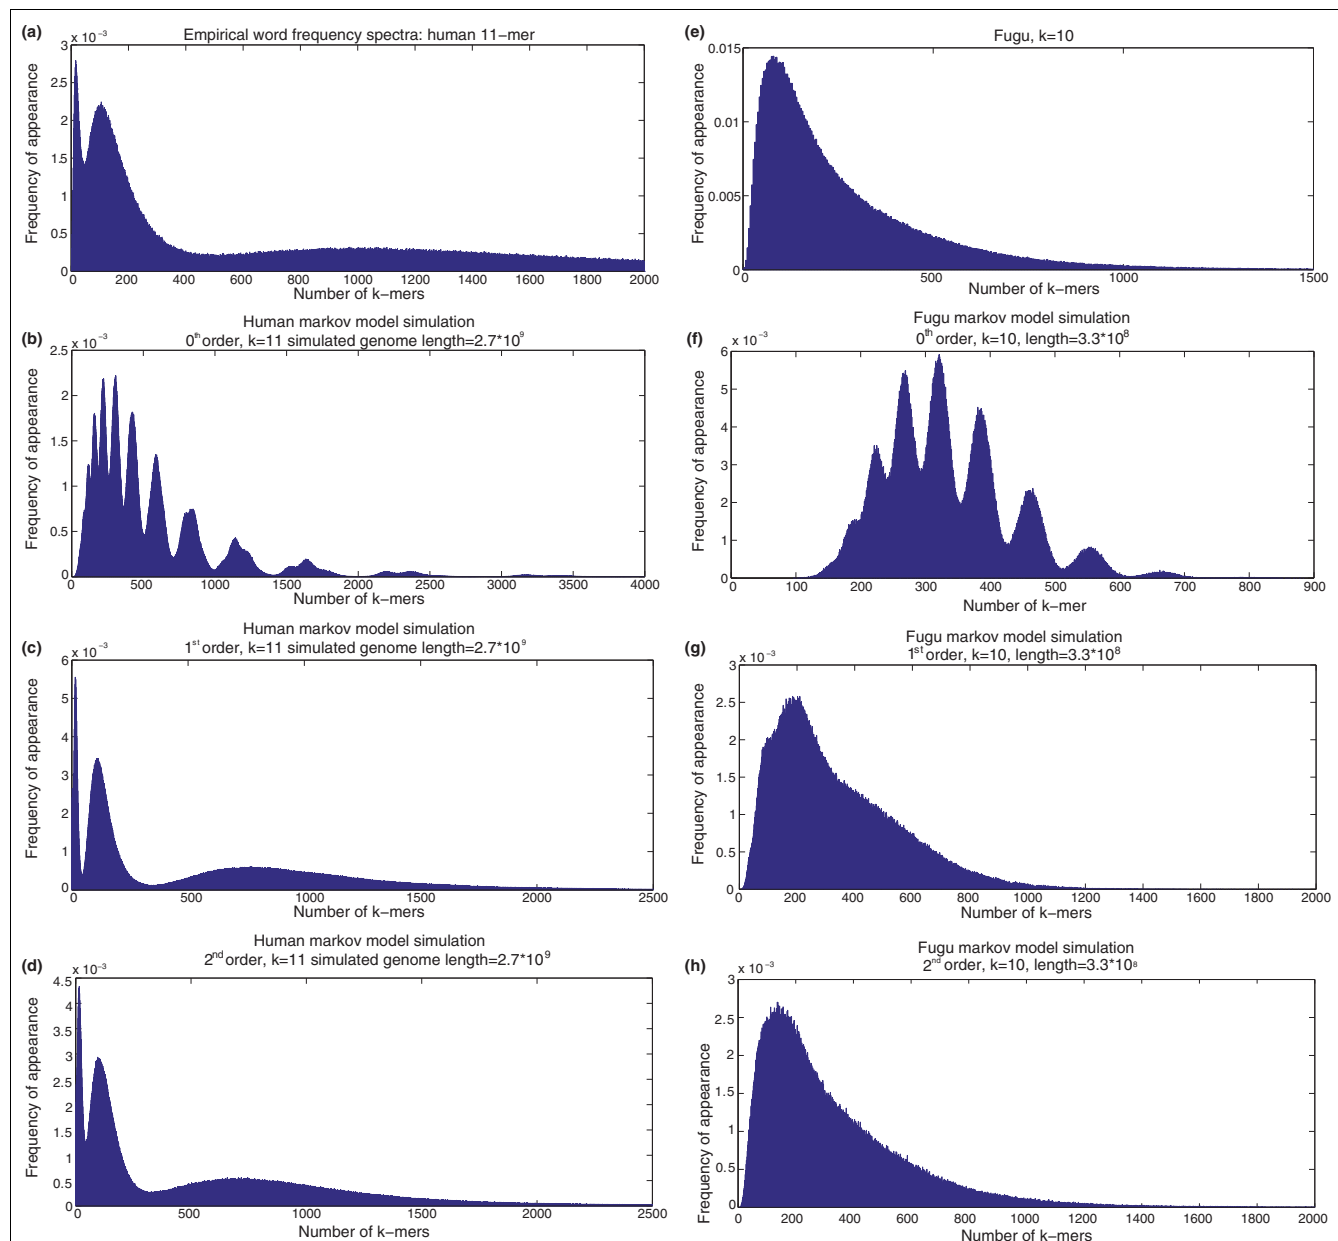 (a)
Empirical word frequency spectra: human 11−mer
x 10⁻³
3
2.5
2
1.5
1
0.5
0
Frequency of appearance
200 400 600 800 1000 1200 1400 1600 1800 2000
Number of k−mers
(b)
Human markov model simulation
0th order, k=11 simulated genome length=2.7*10⁹
x 10⁻³
2.5
2
1.5
1
0.5
0
Frequency of appearance
0 500 1000 1500 2000 2500 3000 3500 4000
Number of k−mers
(c)
Human markov model simulation
1st order, k=11 simulated genome length=2.7*10⁹
x 10⁻³
6
5
4
3
2
1
0
Frequency of appearance
0 500 1000 1500 2000 2500
Number of k−mers
(d)
Human markov model simulation
2nd order, k=11 simulated genome length=2.7*10⁹
x 10⁻³
4.5
4
3.5
3
2.5
2
1.5
1
0.5
0
Frequency of appearance
0 500 1000 1500 2000 2500
Number of k−mers
(e)
Fugu, k=10
0.015
0.01
0.005
0
Frequency of appearance
0 500 1000 1500
Number of k−mers
(f)
Fugu markov model simulation
0th order, k=10, length=3.3*10⁸
x 10⁻³
6
5
4
3
2
1
0
Frequency of appearance
0 100 200 300 400 500 600 700 800 900
Number of k−mer
(g)
Fugu markov model simulation
1st order, k=10, length=3.3*10⁸
x 10⁻³
3
2.5
2
1.5
1
0.5
0
Frequency of appearance
0 200 400 600 800 1000 1200 1400 1600 1800 2000
Number of k−mers
(h)
Fugu markov model simulation
2nd order, k=10, length=3.3*10⁸
x 10⁻³
3
2.5
2
1.5
1
0.5
0
Frequency of appearance
0 200 400 600 800 1000 1200 1400 1600 1800 2000
Number of k−mers